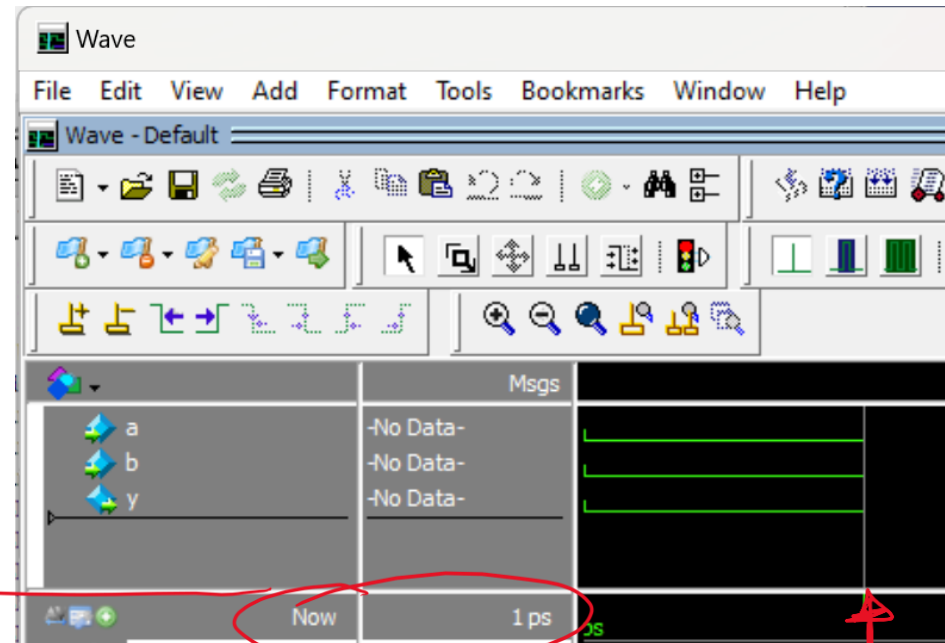 Wave
File Edit View Add Format Tools Bookmarks Window Help
Wave - Default
Msgs
a -No Data-
b -No Data-
y -No Data-
Now 1 ps
ps